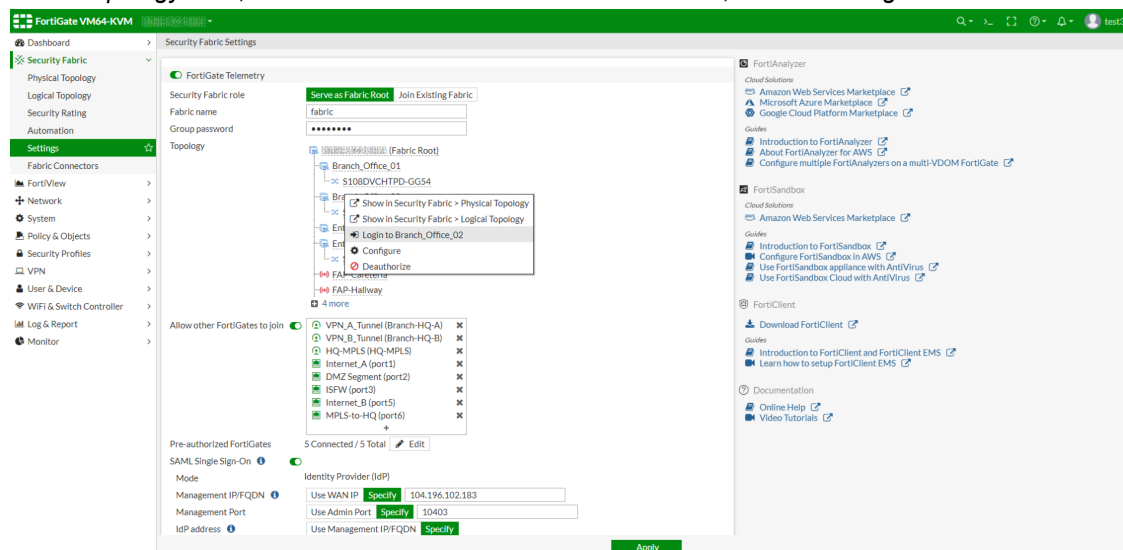 FortiGate VM64-KVM
test3
Dashboard
Security Fabric
Physical Topology
Logical Topology
Security Rating
Automation
Settings
Fabric Connectors
FortiView
Network
System
Policy & Objects
Security Profiles
VPN
User & Device
WiFi & Switch Controller
Log & Report
Monitor
Security Fabric Settings
FortiGate Telemetry
Security Fabric role Serve as Fabric Root Join Existing Fabric
Fabric name fabric
Group password ••••••••
Topology
(Fabric Root)
Branch_Office_01
S108DVCHTPD-GG54
Show in Security Fabric > Physical Topology
Show in Security Fabric > Logical Topology
Login to Branch_Office_02
Configure
Deauthorize
FAP-Cafeteria
FAP-Hallway
4 more
Allow other FortiGates to join
VPN_A_Tunnel (Branch-HQ-A)
VPN_B_Tunnel (Branch-HQ-B)
HQ-MPLS (HQ-MPLS)
Internet_A (port1)
DMZ Segment (port2)
ISFW (port3)
Internet_B (port5)
MPLS-to-HQ (port6)
+
Pre-authorized FortiGates 5 Connected / 5 Total Edit
SAML Single Sign-On
Mode Identity Provider (IdP)
Management IP/FQDN Use WAN IP Specify 104.196.102.183
Management Port Use Admin Port Specify 10403
IdP address Use Management IP/FQDN Specify
Apply
FortiAnalyzer
Cloud Solutions
Amazon Web Services Marketplace
Microsoft Azure Marketplace
Google Cloud Platform Marketplace
Guides
Introduction to FortiAnalyzer
About FortiAnalyzer for AWS
Configure multiple FortiAnalyzers on a multi-VDOM FortiGate
FortiSandbox
Cloud Solutions
Amazon Web Services Marketplace
Guides
Introduction to FortiSandbox
Configure FortiSandbox in AWS
Use FortiSandbox appliance with AntiVirus
Use FortiSandbox Cloud with AntiVirus
FortiClient
Download FortiClient
Guides
Introduction to FortiClient and FortiClient EMS
Learn how to setup FortiClient EMS
Documentation
Online Help
Video Tutorials